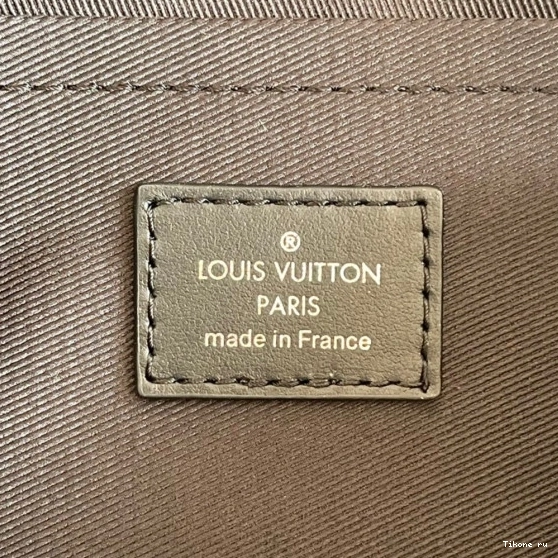 ®
LOUIS VUITTON
PARIS
made in France
Tikone ru